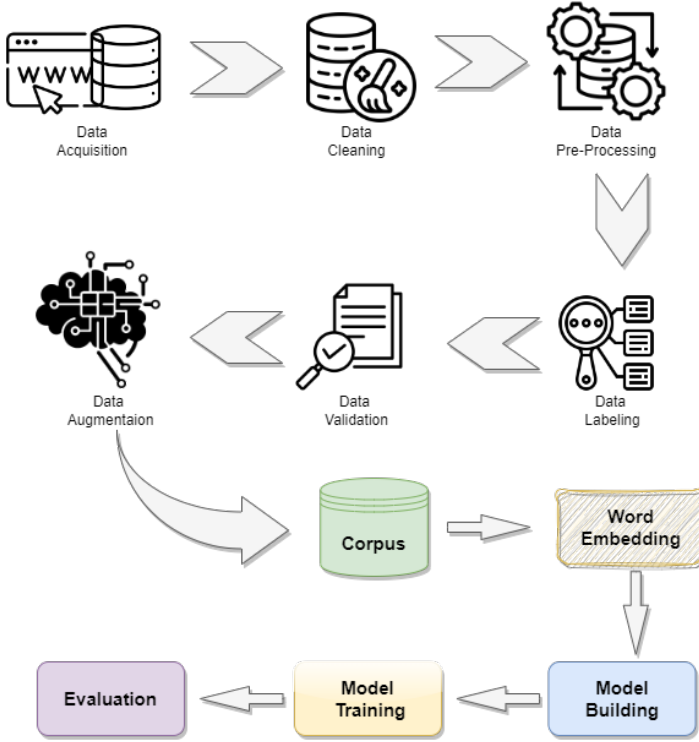 WWW
Data
Acquisition
Data
Cleaning
Data
Pre-Processing
Data
Labeling
Data
Validation
Data
Augmentaion
Corpus
Word
Embedding
Model
Building
Model
Training
Evaluation